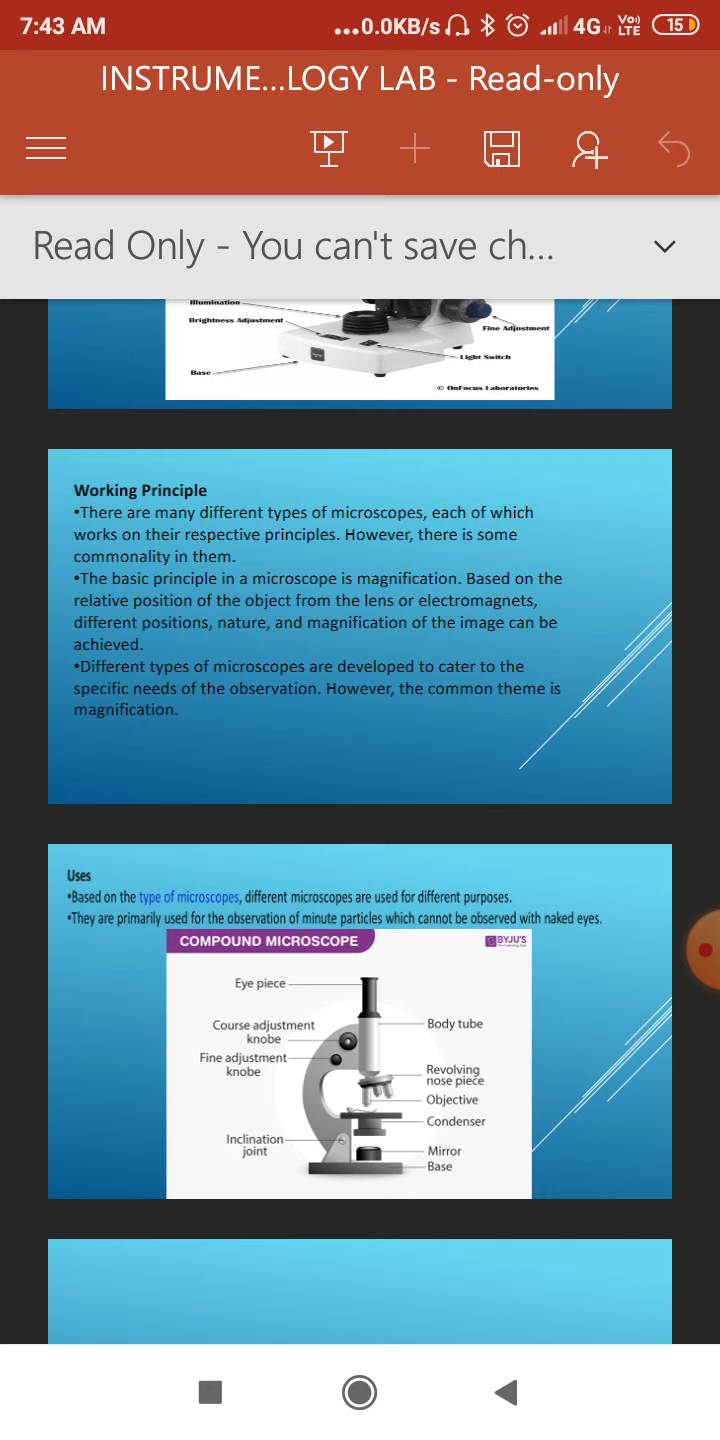 7:43 AM ...0.0KB/s 4G Vo) LTE 15
INSTRUME...LOGY LAB - Read-only
Read Only - You can't save ch...
Illumination
Brightness Adjustment
Fine Adjustment
Light Switch
Base
© OnFocus Laboratories
Working Principle
•There are many different types of microscopes, each of which
works on their respective principles. However, there is some
commonality in them.
•The basic principle in a microscope is magnification. Based on the
relative position of the object from the lens or electromagnets,
different positions, nature, and magnification of the image can be
achieved.
•Different types of microscopes are developed to cater to the
specific needs of the observation. However, the common theme is
magnification.
Uses
•Based on the type of microscopes, different microscopes are used for different purposes.
•They are primarily used for the observation of minute particles which cannot be observed with naked eyes.
COMPOUND MICROSCOPE
BYJU'S
Eye piece
Course adjustment
knobe
Body tube
Fine adjustment
knobe
Revolving
nose piece
Objective
Condenser
Inclination
joint
Mirror
Base